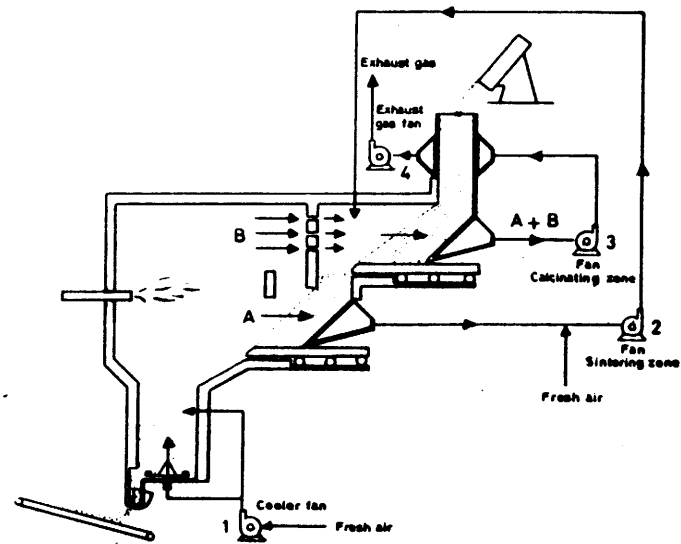 Exhaust gas
Exhaust
gas fan
4
B
A + B
3
Fan
Calcinating zone
A
2
Fan
Sintering zone
Fresh air
Cooler fan
1
Fresh air